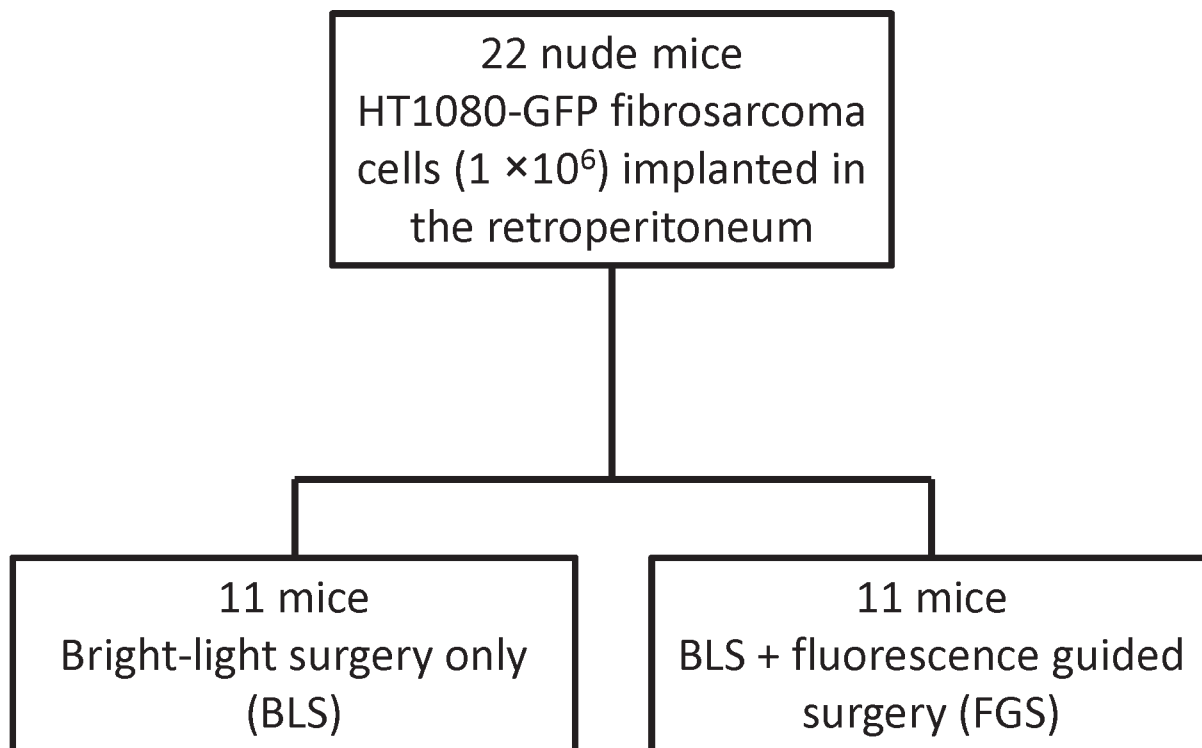 22 nude mice
HT1080-GFP fibrosarcoma
cells (1 ×10⁶) implanted in
the retroperitoneum
11 mice
Bright-light surgery only
(BLS)
11 mice
BLS + fluorescence guided
surgery (FGS)